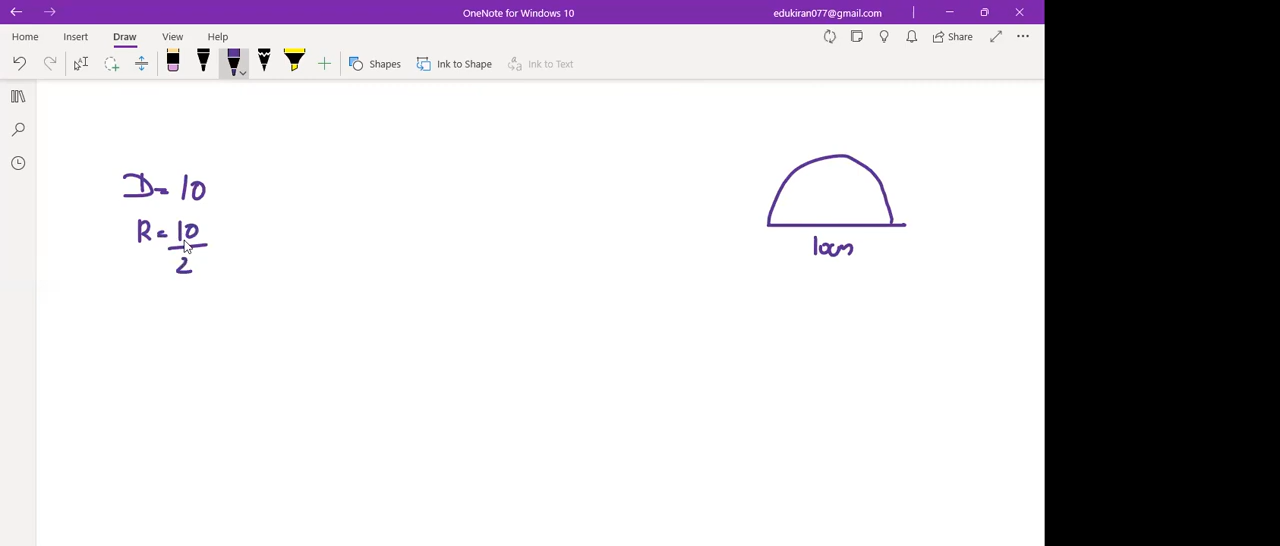 OneNote for Windows 10
edukiran077@gmail.com
Home Insert Draw View Help
Share
Shapes Ink to Shape Ink to Text
D = 10
R = 10
2
10cm